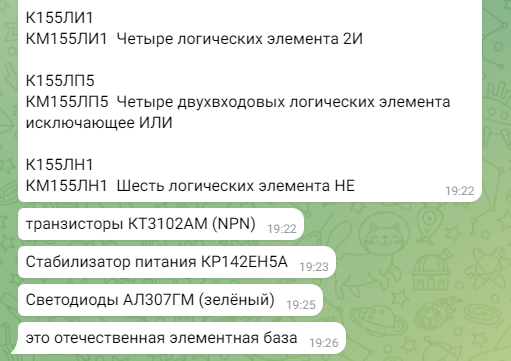 К155ЛИ1
КМ155ЛИ1 Четыре логических элемента 2И
К155ЛП5
КМ155ЛП5 Четыре двухвходовых логических элемента
исключающее ИЛИ
К155ЛН1
КМ155ЛН1 Шесть логических элемента НЕ
19:22
транзисторы КТ3102АМ (NPN) 19:22
Стабилизатор питания КР142ЕН5А 19:23
Светодиоды АЛ307ГМ (зелёный) 19:25
это отечественная элементная база 19:26